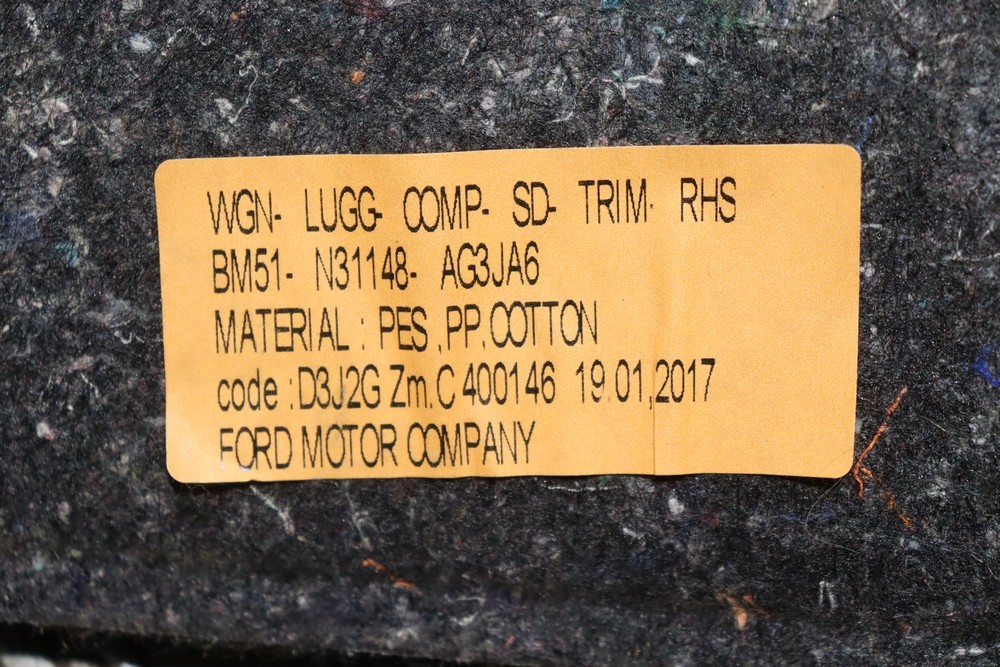 WGN- LUGG- COMP- SD- TRIM- RHS
BM51- N31148- AG3JA6
MATERIAL : PES ,PP,COTTON
code :D3J2G Zm.C 400146 19.01,2017
FORD MOTOR COMPANY